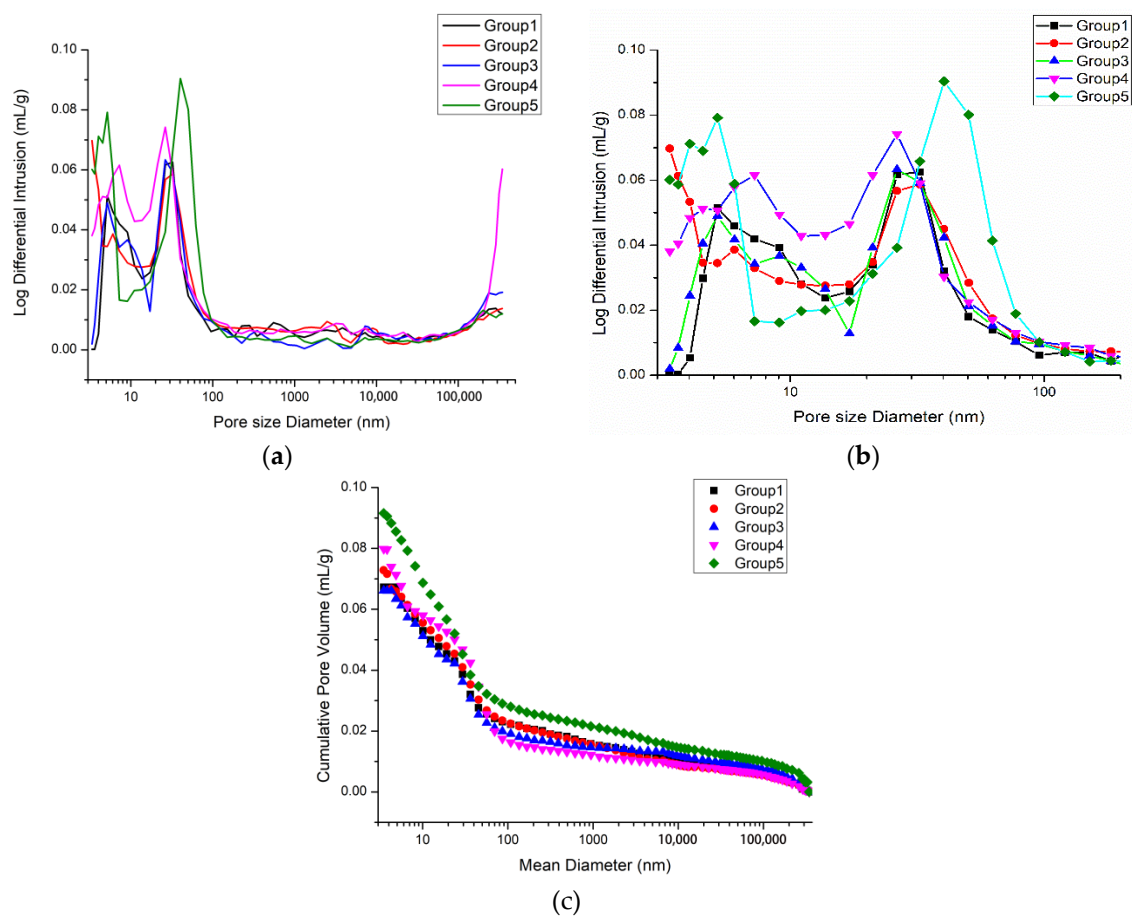 Group1
Group2
Group3
Group4
Group5
0.10
0.08
0.06
0.04
0.02
0.00
Log Differential Intrusion (mL/g)
10
100
1000
10,000
100,000
Pore size Diameter (nm)
(a)
Group1
Group2
Group3
Group4
Group5
0.10
0.08
0.06
0.04
0.02
0.00
Log Differential Intrusion (mL/g)
10
100
Pore size Diameter (nm)
(b)
Group1
Group2
Group3
Group4
Group5
0.10
0.08
0.06
0.04
0.02
0.00
Cumulative Pore Volume (mL/g)
10
100
1000
10,000
100,000
Mean Diameter (nm)
(c)